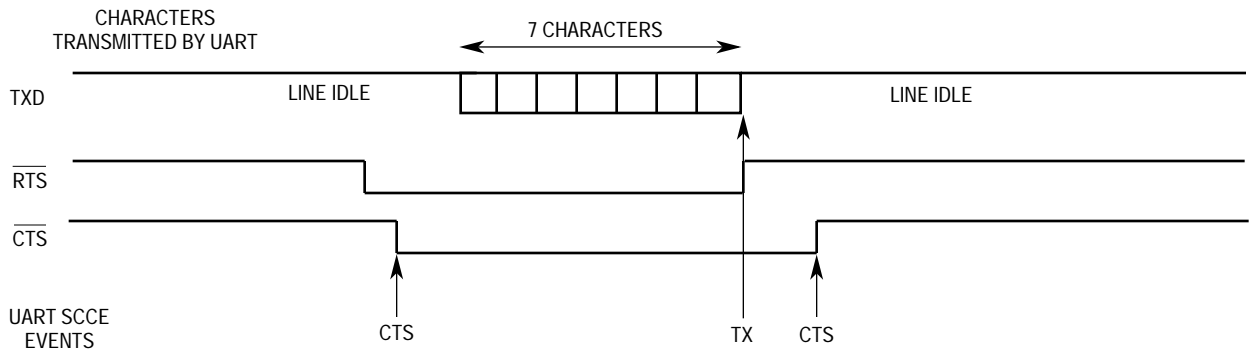 CHARACTERS
TRANSMITTED BY UART
7 CHARACTERS
TXD
LINE IDLE
LINE IDLE
RTS
CTS
UART SCCE
EVENTS
CTS
TX
CTS